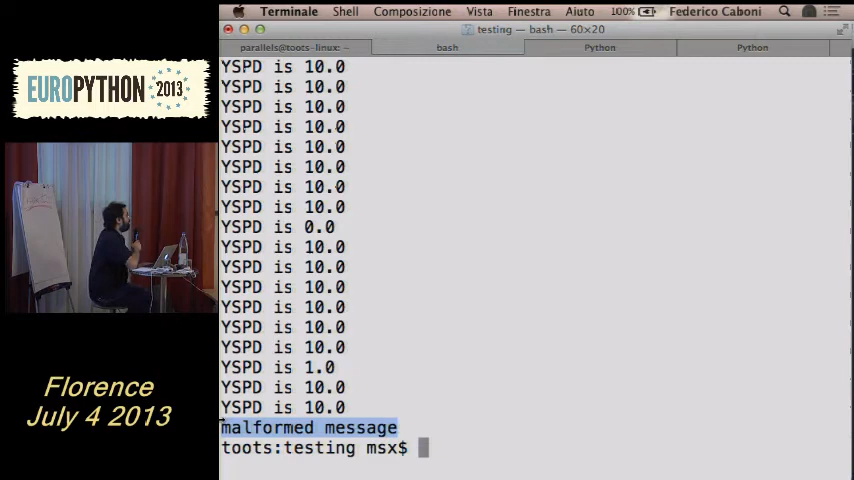 Terminale Shell Composizione Vista Finestra Aiuto 100% Federico Caboni
testing — bash — 60×20
parallels@toots-linux: ~ bash Python Python
YSPD is 10.0
YSPD is 10.0
YSPD is 10.0
YSPD is 10.0
YSPD is 10.0
YSPD is 10.0
YSPD is 10.0
YSPD is 10.0
YSPD is 0.0
YSPD is 10.0
YSPD is 10.0
YSPD is 10.0
YSPD is 10.0
YSPD is 10.0
YSPD is 10.0
YSPD is 1.0
YSPD is 10.0
YSPD is 10.0
malformed message
toots:testing msx$
EUROPYTHON 2013
Florence
July 4 2013